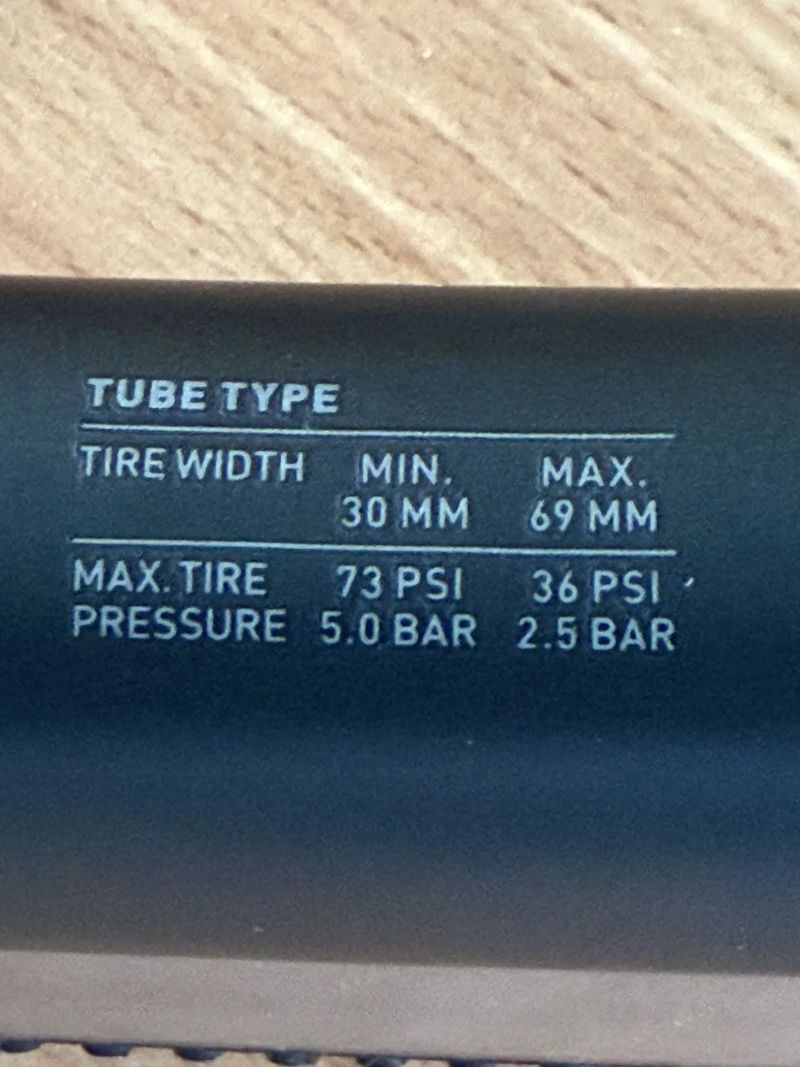 TUBE TYPE
TIRE WIDTH MIN. MAX.
30 MM 69 MM
MAX. TIRE 73 PSI 36 PSI
PRESSURE 5.0 BAR 2.5 BAR